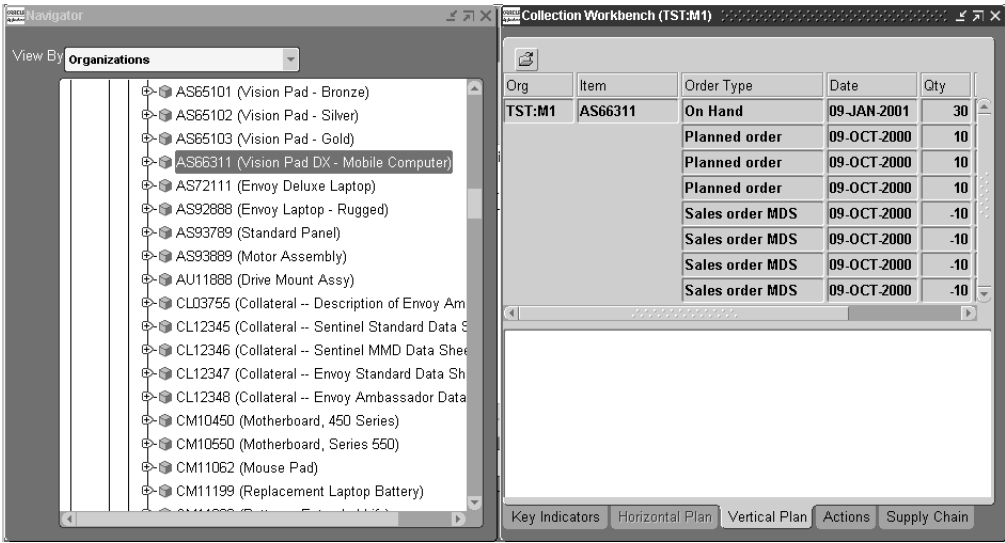 Navigator
View By Organizations
AS65101 (Vision Pad - Bronze)
AS65102 (Vision Pad - Silver)
AS65103 (Vision Pad - Gold)
AS66311 (Vision Pad DX - Mobile Computer)
AS72111 (Envoy Deluxe Laptop)
AS92888 (Envoy Laptop - Rugged)
AS93789 (Standard Panel)
AS93889 (Motor Assembly)
AU11888 (Drive Mount Assy)
CL03755 (Collateral -- Description of Envoy Am
CL12345 (Collateral -- Sentinel Standard Data S
CL12346 (Collateral -- Sentinel MMD Data Shee
CL12347 (Collateral -- Envoy Standard Data Sh
CL12348 (Collateral -- Envoy Ambassador Data
CM10450 (Motherboard, 450 Series)
CM10550 (Motherboard, Series 550)
CM11062 (Mouse Pad)
CM11199 (Replacement Laptop Battery)
Collection Workbench (TST:M1)
Org Item Order Type Date Qty
TST:M1 AS66311 On Hand 09-JAN-2001 30
Planned order 09-OCT-2000 10
Planned order 09-OCT-2000 10
Planned order 09-OCT-2000 10
Sales order MDS 09-OCT-2000 -10
Sales order MDS 09-OCT-2000 -10
Sales order MDS 09-OCT-2000 -10
Sales order MDS 09-OCT-2000 -10
Key Indicators Horizontal Plan Vertical Plan Actions Supply Chain